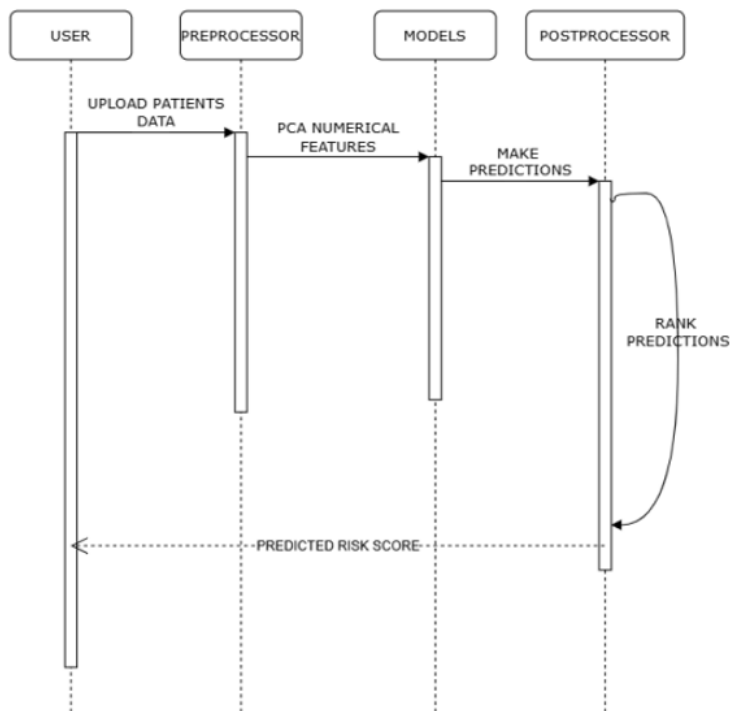 USER
PREPROCESSOR
MODELS
POSTPROCESSOR
UPLOAD PATIENTS
DATA
PCA NUMERICAL
FEATURES
MAKE
PREDICTIONS
RANK
PREDICTIONS
PREDICTED RISK SCORE